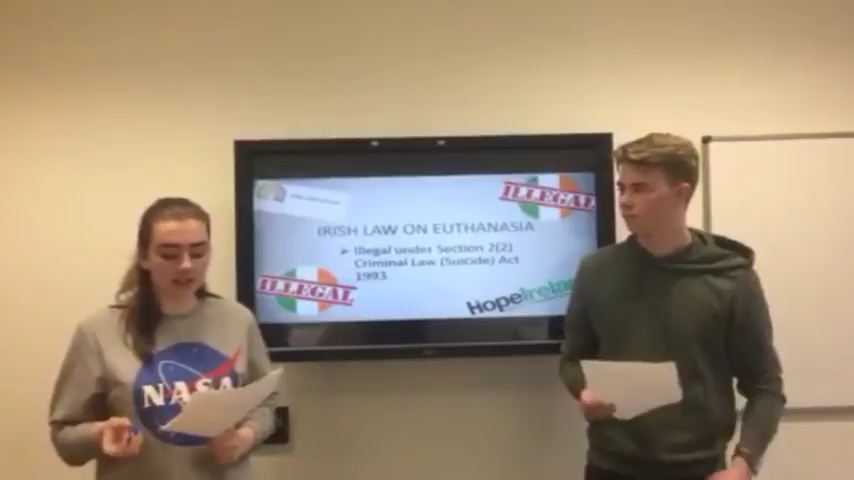 ILLEGAL
IRISH LAW ON EUTHANASIA
➢ Illegal under Section 2(2)
Criminal Law (Suicide) Act
1993
ILLEGAL
HopeIreland
NASA